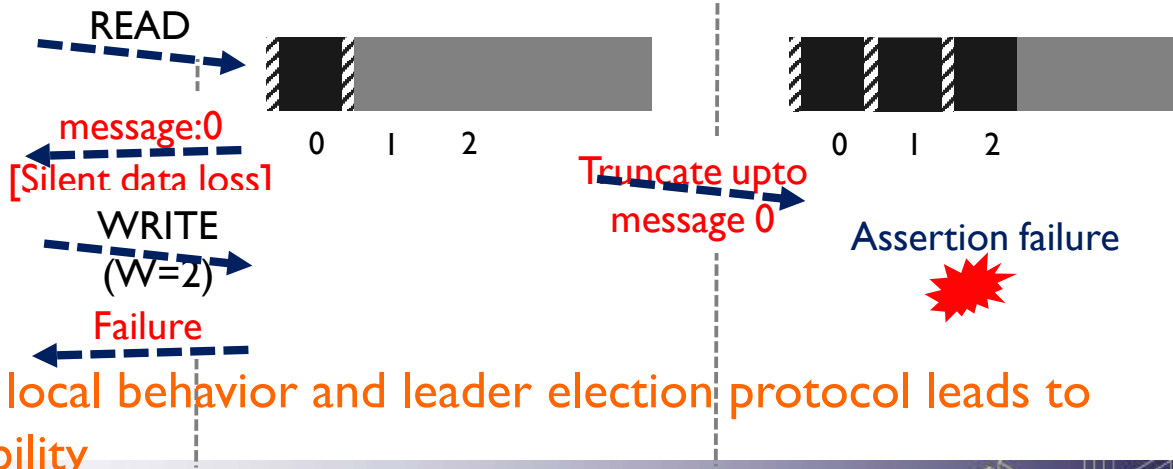 READ
message:0
[Silent data loss]
0 1 2
Truncate upto
message 0
0 1 2
WRITE
(W=2)
Assertion failure
Failure
local behavior and leader election protocol leads to